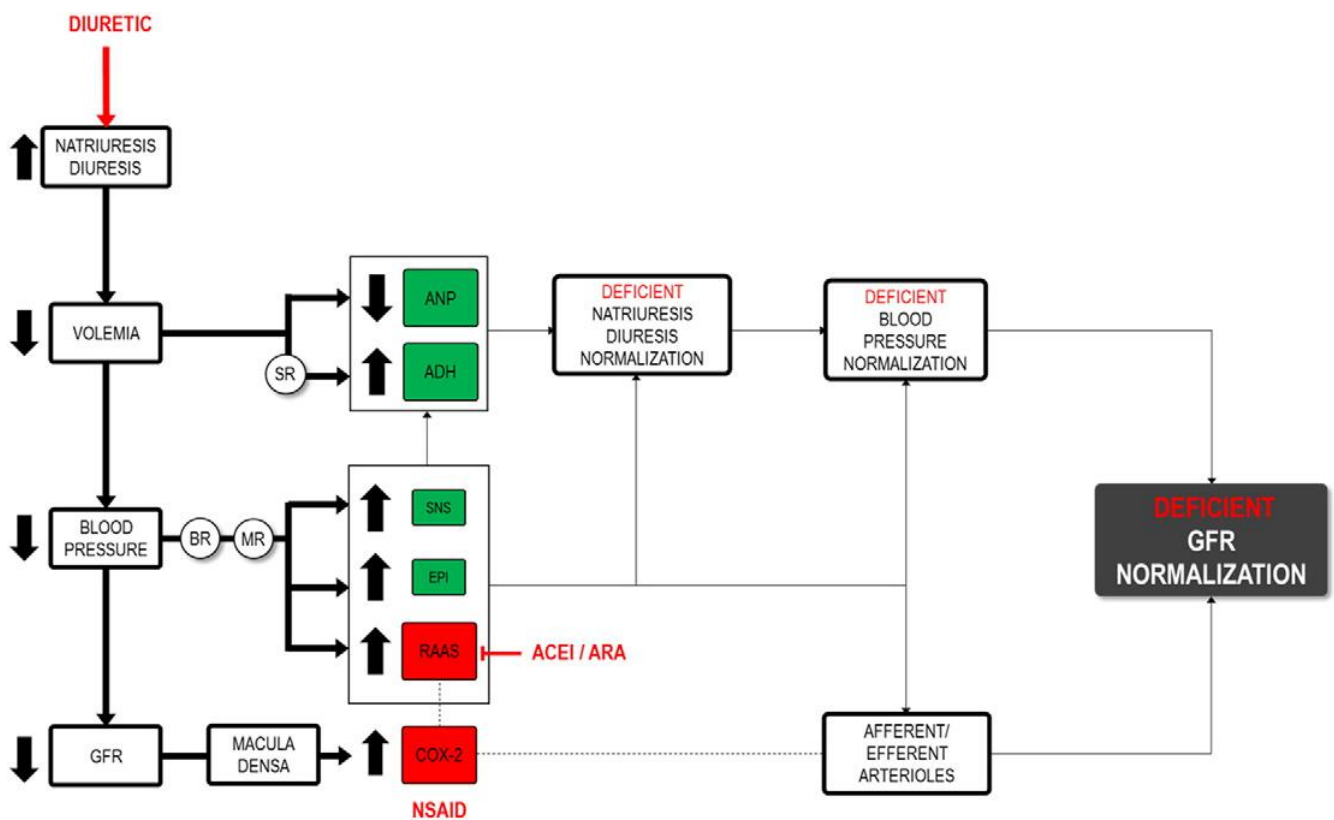 DIURETIC
NATRIURESIS
DIURESIS
VOLEMIA
SR
ANP
ADH
DEFICIENT
NATRIURESIS
DIURESIS
NORMALIZATION
DEFICIENT
BLOOD
PRESSURE
NORMALIZATION
BLOOD
PRESSURE
BR
MR
SNS
EPI
RAAS
ACEI / ARA
DEFICIENT
GFR
NORMALIZATION
GFR
MACULA
DENSA
COX-2
NSAID
AFFERENT/
EFFERENT
ARTERIOLES